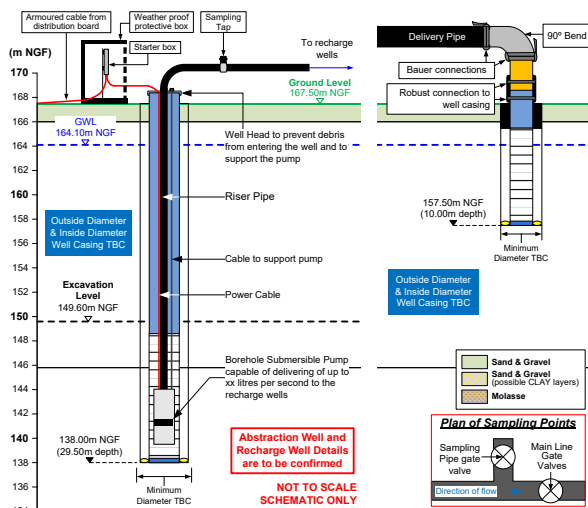 Armoured cable from
distribution board
Weather proof
protective box
Starter box
Sampling
Tap
To recharge
wells
Delivery Pipe
90º Bend
Bauer connections
Robust connection to
well casing
(m NGF)
170
168
166
164
162
160
158
156
154
152
150
148
146
144
142
140
138
136
Ground Level
167.50m NGF
GWL
164.10m NGF
Well Head to prevent debris
from entering the well and to
support the pump
Riser Pipe
Outside Diameter
& Inside Diameter
Well Casing TBC
Cable to support pump
Excavation
Level
149.60m NGF
Power Cable
Borehole Submersible Pump
capable of delivering of up to
xx litres per second to the
recharge wells
138.00m NGF
(29.50m depth)
Minimum
Diameter TBC
Abstraction Well and
Recharge Well Details
are to be confirmed
NOT TO SCALE
SCHEMATIC ONLY
157.50m NGF
(10.00m depth)
Minimum
Diameter TBC
Outside Diameter
& Inside Diameter
Well Casing TBC
Sand & Gravel
Sand & Gravel
(possible CLAY layers)
Molasse
Plan of Sampling Points
Sampling
Pipe gate
valve
Main Line
Gate
Valves
Direction of flow